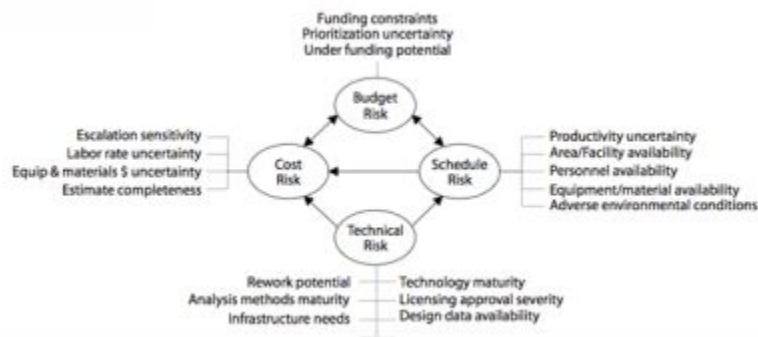 Funding constraints
Prioritization uncertainty
Under funding potential
Budget
Risk
Escalation sensitivity
Labor rate uncertainty
Equip & materials $ uncertainty
Estimate completeness
Cost
Risk
Schedule
Risk
Productivity uncertainty
Area/Facility availability
Personnel availability
Equipment/material availability
Adverse environmental conditions
Technical
Risk
Rework potential
Analysis methods maturity
Infrastructure needs
Technology maturity
Licensing approval severity
Design data availability